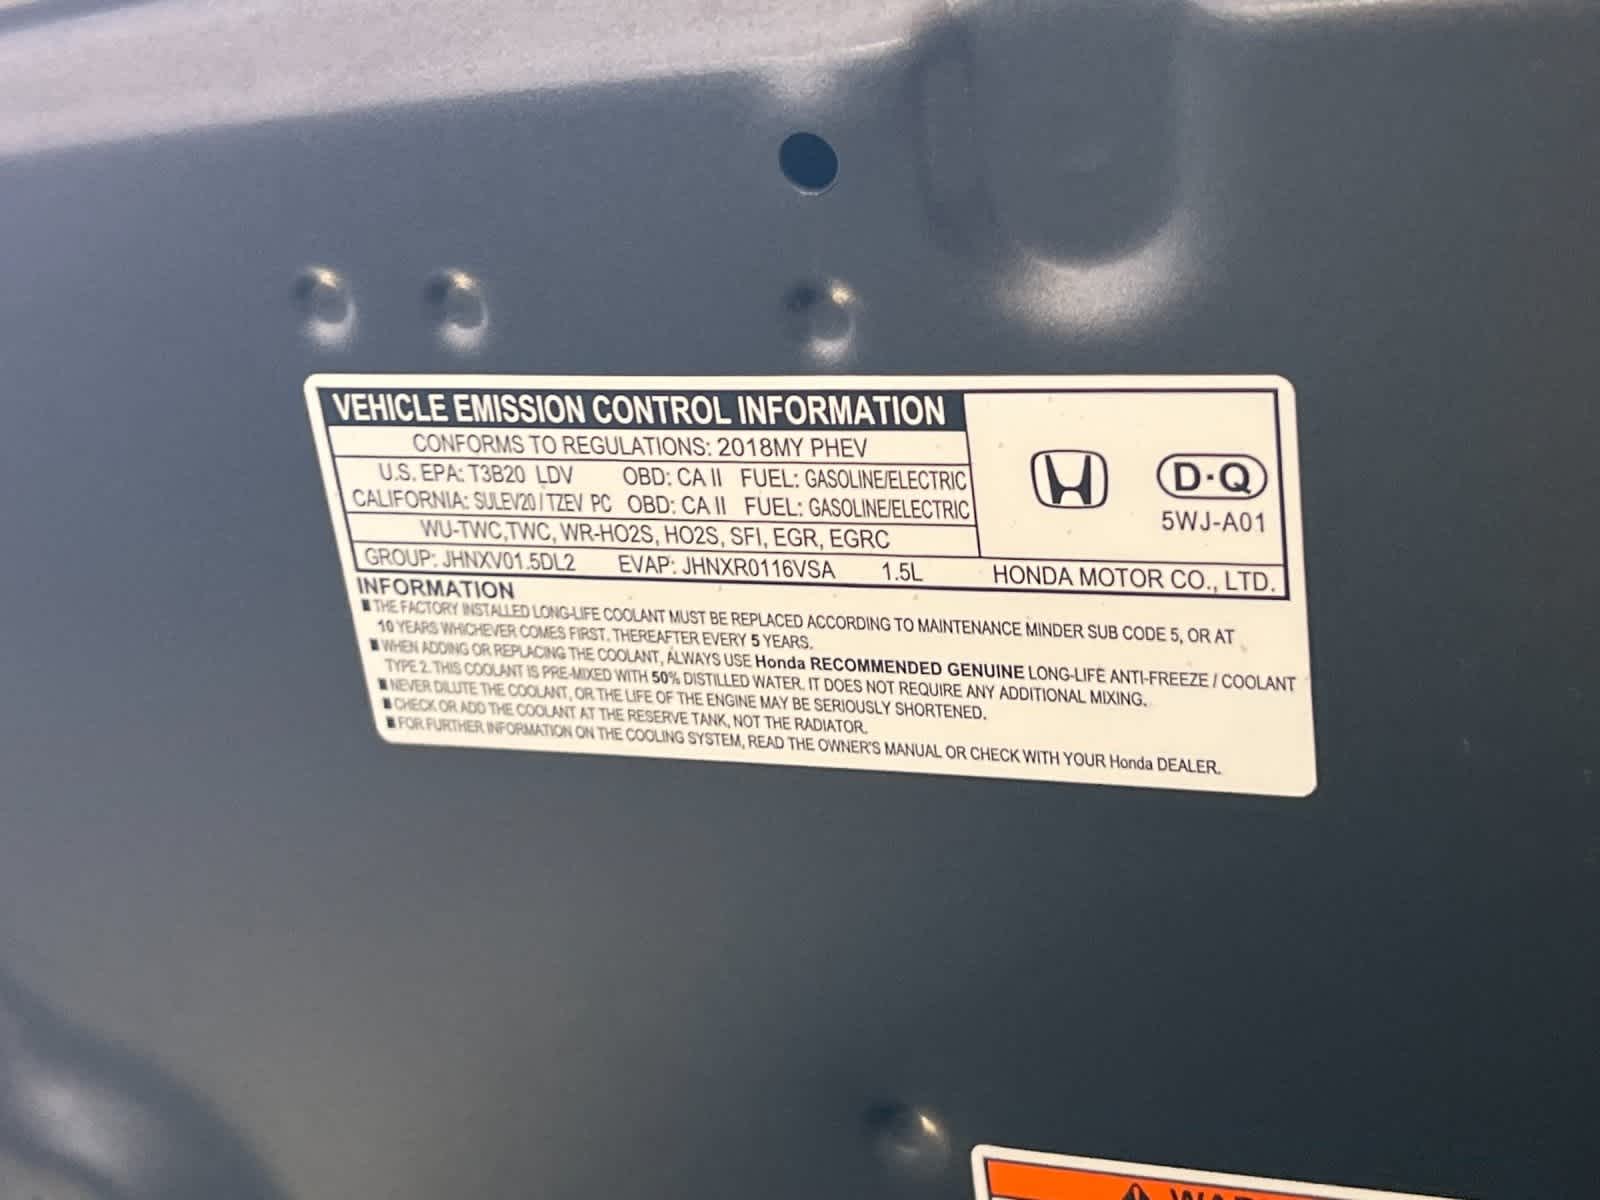 VEHICLE EMISSION CONTROL INFORMATION
CONFORMS TO REGULATIONS: 2018MY PHEV
U.S. EPA: T3B20 LDV OBD: CA II FUEL: GASOLINE/ELECTRIC
CALIFORNIA: SULEV20 / TZEV PC OBD: CA II FUEL: GASOLINE/ELECTRIC
WU-TWC,TWC, WR-HO2S, HO2S, SFI, EGR, EGRC
GROUP: JHNXV01.5DL2 EVAP: JHNXR0116VSA 1.5L
D·Q
5WJ-A01
HONDA MOTOR CO., LTD.
INFORMATION
■ THE FACTORY INSTALLED LONG-LIFE COOLANT MUST BE REPLACED ACCORDING TO MAINTENANCE MINDER SUB CODE 5, OR AT
10 YEARS WHICHEVER COMES FIRST. THEREAFTER EVERY 5 YEARS.
■ WHEN ADDING OR REPLACING THE COOLANT, ALWAYS USE Honda RECOMMENDED GENUINE LONG-LIFE ANTI-FREEZE / COOLANT
TYPE 2. THIS COOLANT IS PRE-MIXED WITH 50% DISTILLED WATER. IT DOES NOT REQUIRE ANY ADDITIONAL MIXING.
■ NEVER DILUTE THE COOLANT, OR THE LIFE OF THE ENGINE MAY BE SERIOUSLY SHORTENED.
■ CHECK OR ADD THE COOLANT AT THE RESERVE TANK, NOT THE RADIATOR.
■ FOR FURTHER INFORMATION ON THE COOLING SYSTEM, READ THE OWNER'S MANUAL OR CHECK WITH YOUR Honda DEALER.